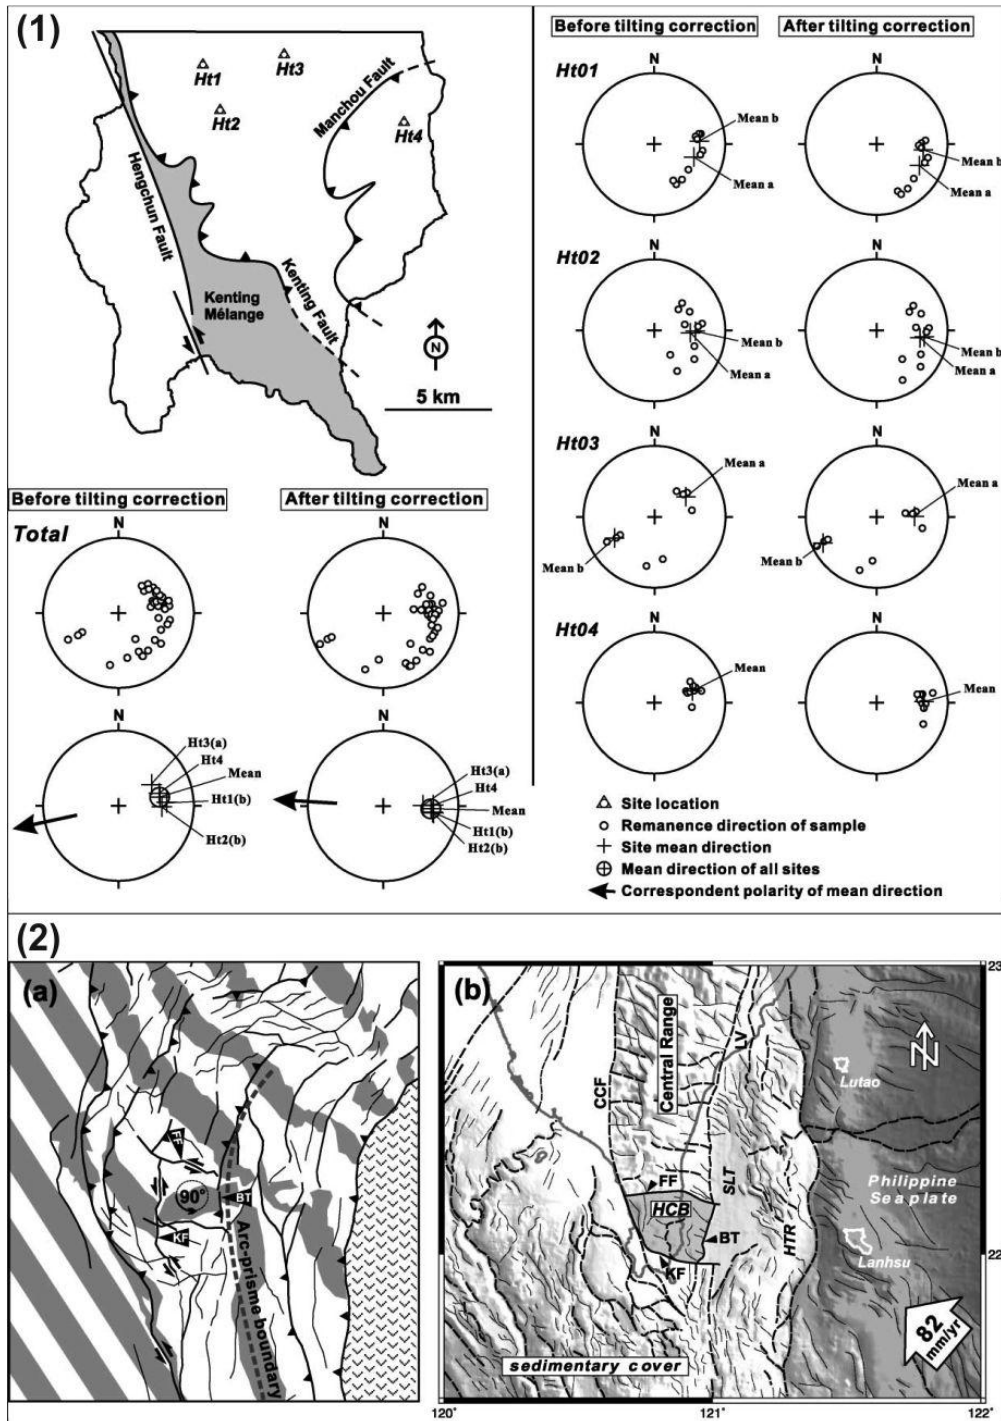 (1)
Ht1
Ht3
Ht2
Ht4
Manchou Fault
Hengchun Fault
Kenting
Mélange
Kenting Fault
N
5 km
Before tilting correction
After tilting correction
Total
N
N
N
Ht3(a)
Ht4
Mean
Ht1(b)
Ht2(b)
N
Ht3(a)
Ht4
Mean
Ht1(b)
Ht2(b)
Before tilting correction
After tilting correction
Ht01
N
Mean b
Mean a
N
Mean b
Mean a
Ht02
N
Mean b
Mean a
N
Mean b
Mean a
Ht03
N
Mean a
Mean b
N
Mean a
Mean b
Ht04
N
Mean
N
Mean
Site location
Remanence direction of sample
Site mean direction
Mean direction of all sites
Correspondent polarity of mean direction
(2)
(a)
FF
90°
BT
KF
Arc-prisme boundary
(b)
23
Central Range
LV
CCF
N
Lutao
FF
SLT
HCB
Philippine
Sea plate
BT
HTR
KF
Lanhsu
22
82
mm/yr
sedimentary cover
120°
121°
122°